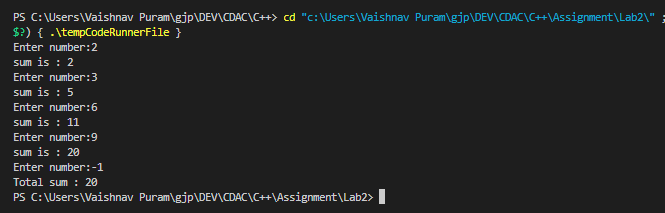 PS C:\Users\Vaishnav Puram\gjp\DEV\CDAC\C++> cd "c:\Users\Vaishnav Puram\gjp\DEV\CDAC\C++\Assignment\Lab2\" ;
$?) { .\tempCodeRunnerFile }
Enter number:2
sum is : 2
Enter number:3
sum is : 5
Enter number:6
sum is : 11
Enter number:9
sum is : 20
Enter number:-1
Total sum : 20
PS C:\Users\Vaishnav Puram\gjp\DEV\CDAC\C++\Assignment\Lab2>